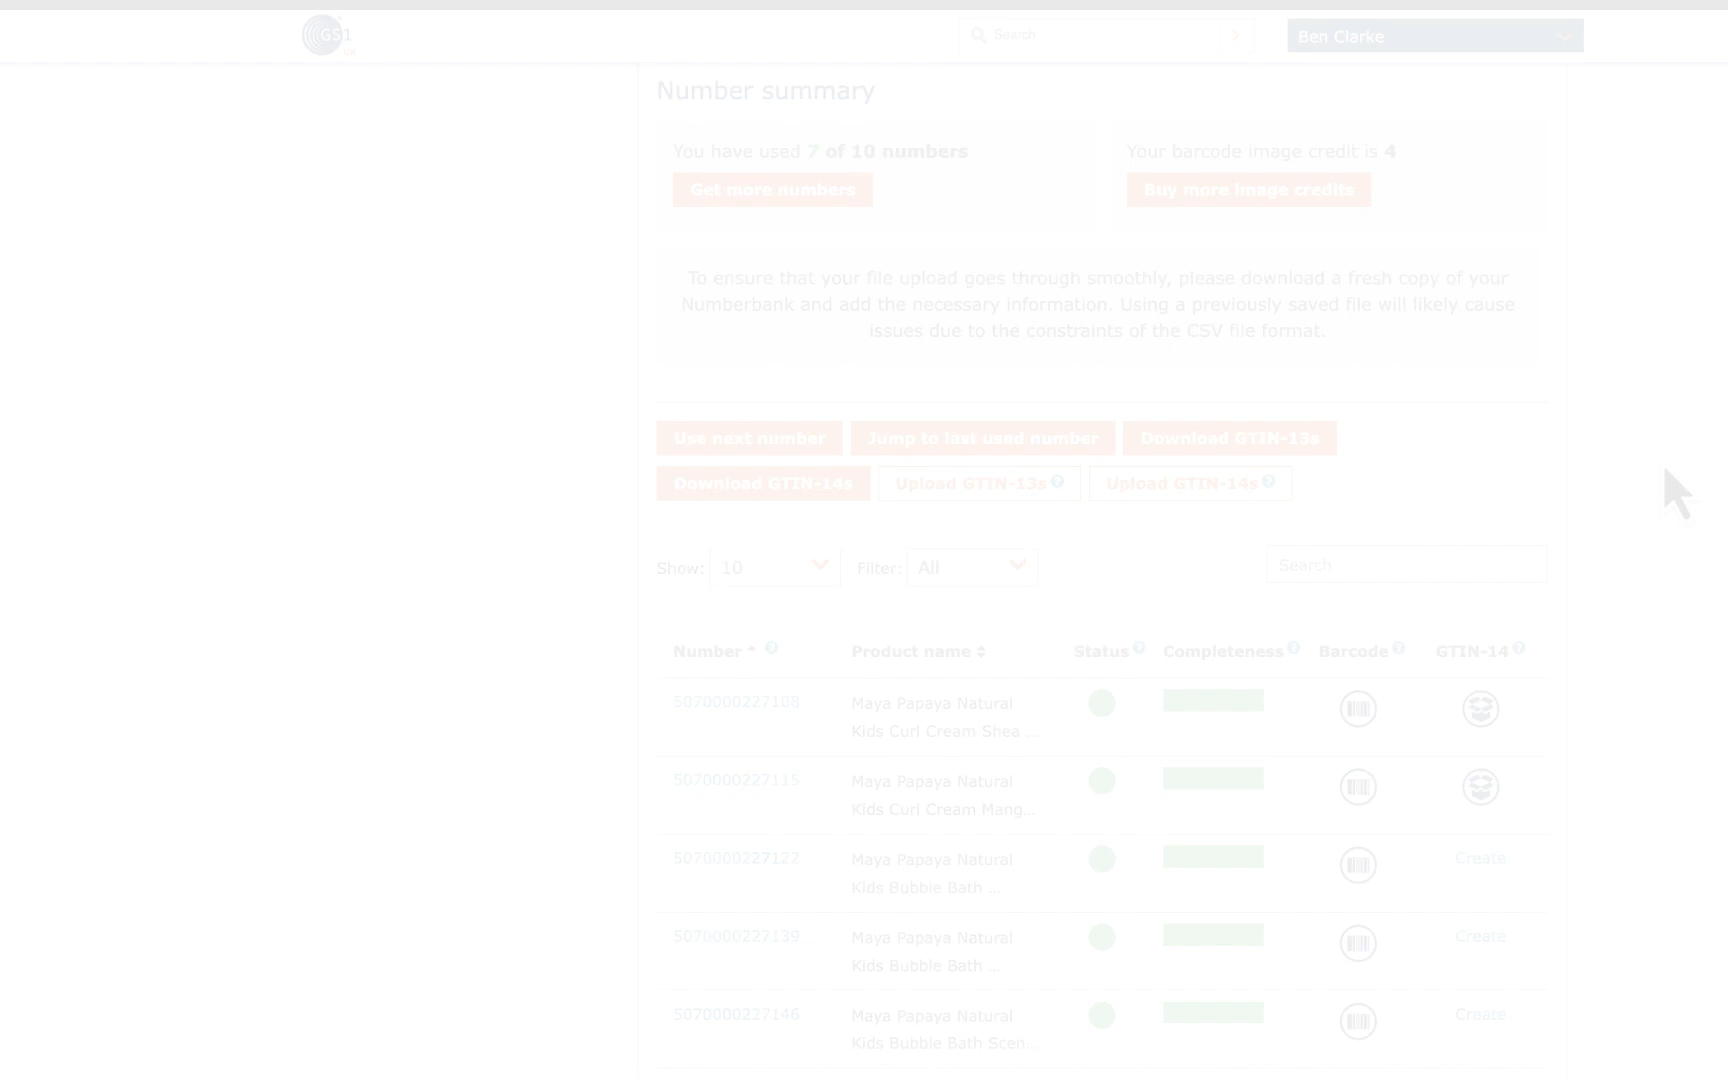 GS1
UK
Search
Ben Clarke
Number summary
You have used 7 of 10 numbers
Get more numbers
Your barcode image credit is 4
Buy more image credits
To ensure that your file upload goes through smoothly, please download a fresh copy of your
Numberbank and add the necessary information. Using a previously saved file will likely cause
issues due to the constraints of the CSV file format.
Use next number
Jump to last used number
Download GTIN-13s
Download GTIN-14s
Upload GTIN-13s ?
Upload GTIN-14s ?
Show: 10
Filter: All
Search
Number ? Product name Status ? Completeness ? Barcode ? GTIN-14 ?
5070000227108 Maya Papaya Natural
Kids Curl Cream Shea ...
5070000227115 Maya Papaya Natural
Kids Curl Cream Mang...
5070000227122 Maya Papaya Natural Create
Kids Bubble Bath ...
5070000227139 Maya Papaya Natural Create
Kids Bubble Bath ...
5070000227146 Maya Papaya Natural Create
Kids Bubble Bath Scen...